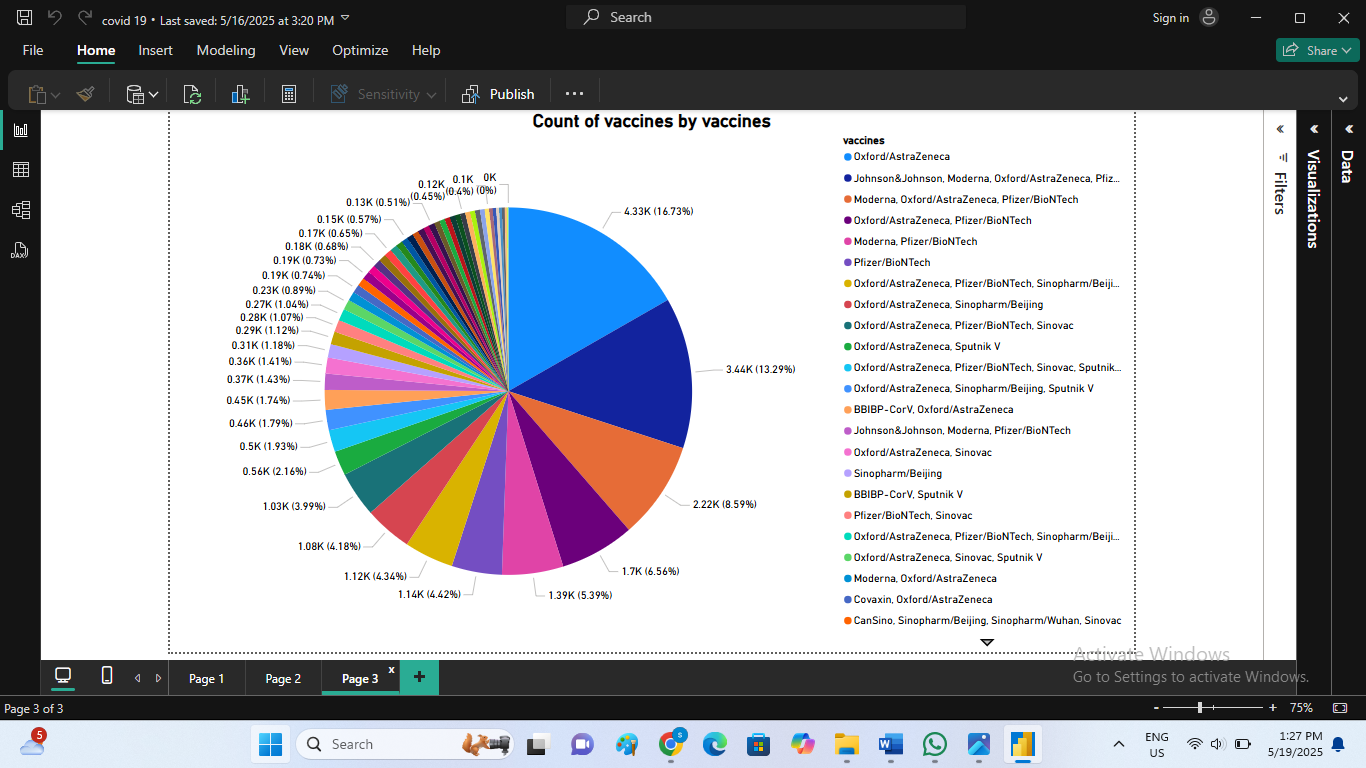 covid 19 • Last saved: 5/16/2025 at 3:20 PM
Search
Sign in
File
Home
Insert
Modeling
View
Optimize
Help
Share
Sensitivity
Publish
Count of vaccines by vaccines
0K
(0%)
0.1K
(0.4%)
0.12K
(0.45%)
0.13K (0.51%)
0.15K (0.57%)
0.17K (0.65%)
0.18K (0.68%)
0.19K (0.73%)
0.19K (0.74%)
0.23K (0.89%)
0.27K (1.04%)
0.28K (1.07%)
0.29K (1.12%)
0.31K (1.18%)
0.36K (1.41%)
0.37K (1.43%)
0.45K (1.74%)
0.46K (1.79%)
0.5K (1.93%)
0.56K (2.16%)
1.03K (3.99%)
1.08K (4.18%)
1.12K (4.34%)
1.14K (4.42%)
1.39K (5.39%)
1.7K (6.56%)
2.22K (8.59%)
3.44K (13.29%)
4.33K (16.73%)
vaccines
Oxford/AstraZeneca
Johnson&Johnson, Moderna, Oxford/AstraZeneca, Pfiz...
Moderna, Oxford/AstraZeneca, Pfizer/BioNTech
Oxford/AstraZeneca, Pfizer/BioNTech
Moderna, Pfizer/BioNTech
Pfizer/BioNTech
Oxford/AstraZeneca, Pfizer/BioNTech, Sinopharm/Beiji...
Oxford/AstraZeneca, Sinopharm/Beijing
Oxford/AstraZeneca, Pfizer/BioNTech, Sinovac
Oxford/AstraZeneca, Sputnik V
Oxford/AstraZeneca, Pfizer/BioNTech, Sinovac, Sputnik...
Oxford/AstraZeneca, Sinopharm/Beijing, Sputnik V
BBIBP-CorV, Oxford/AstraZeneca
Johnson&Johnson, Moderna, Pfizer/BioNTech
Oxford/AstraZeneca, Sinovac
Sinopharm/Beijing
BBIBP-CorV, Sputnik V
Pfizer/BioNTech, Sinovac
Oxford/AstraZeneca, Pfizer/BioNTech, Sinopharm/Beiji...
Oxford/AstraZeneca, Sinovac, Sputnik V
Moderna, Oxford/AstraZeneca
Covaxin, Oxford/AstraZeneca
CanSino, Sinopharm/Beijing, Sinopharm/Wuhan, Sinovac
Filters
Visualizations
Data
DAX
Activate Windows
Go to Settings to activate Windows.
Page 1
Page 2
Page 3
x
+
Page 3 of 3
- + 75%
5
Search
S
ENG
US
1:27 PM
5/19/2025